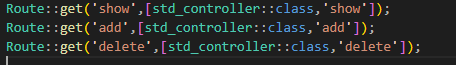 Route::get('show',[std_controller::class,'show']);
Route::get('add',[std_controller::class,'add']);
Route::get('delete',[std_controller::class,'delete']);